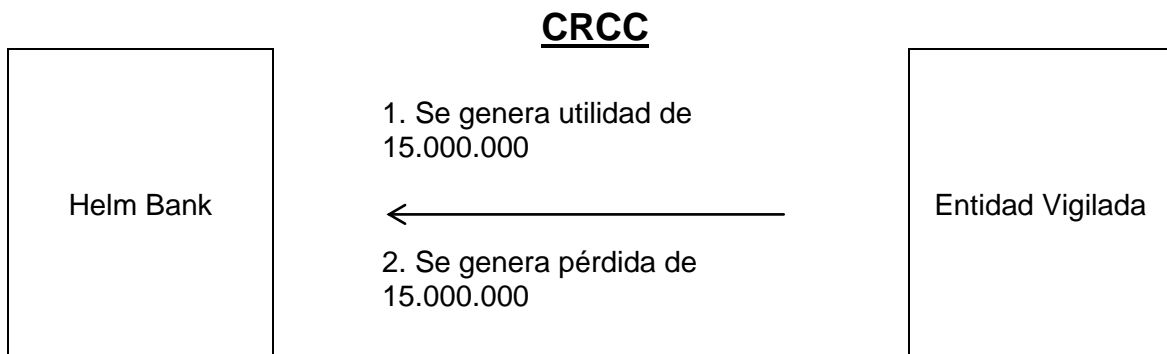 CRCC
1. Se genera utilidad de
15.000.000
Helm Bank
Entidad Vigilada
2. Se genera pérdida de
15.000.000